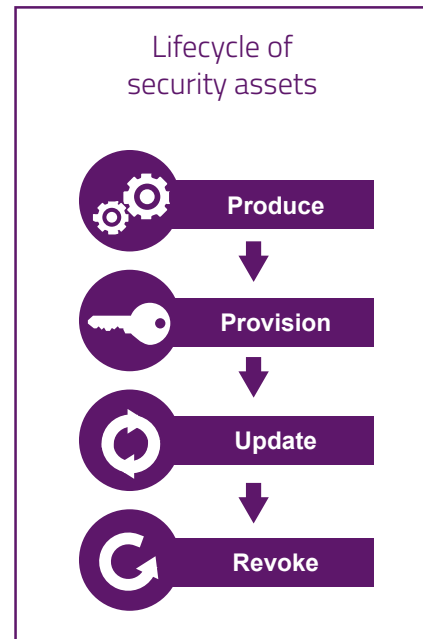 Lifecycle of
security assets
Produce
Provision
Update
Revoke